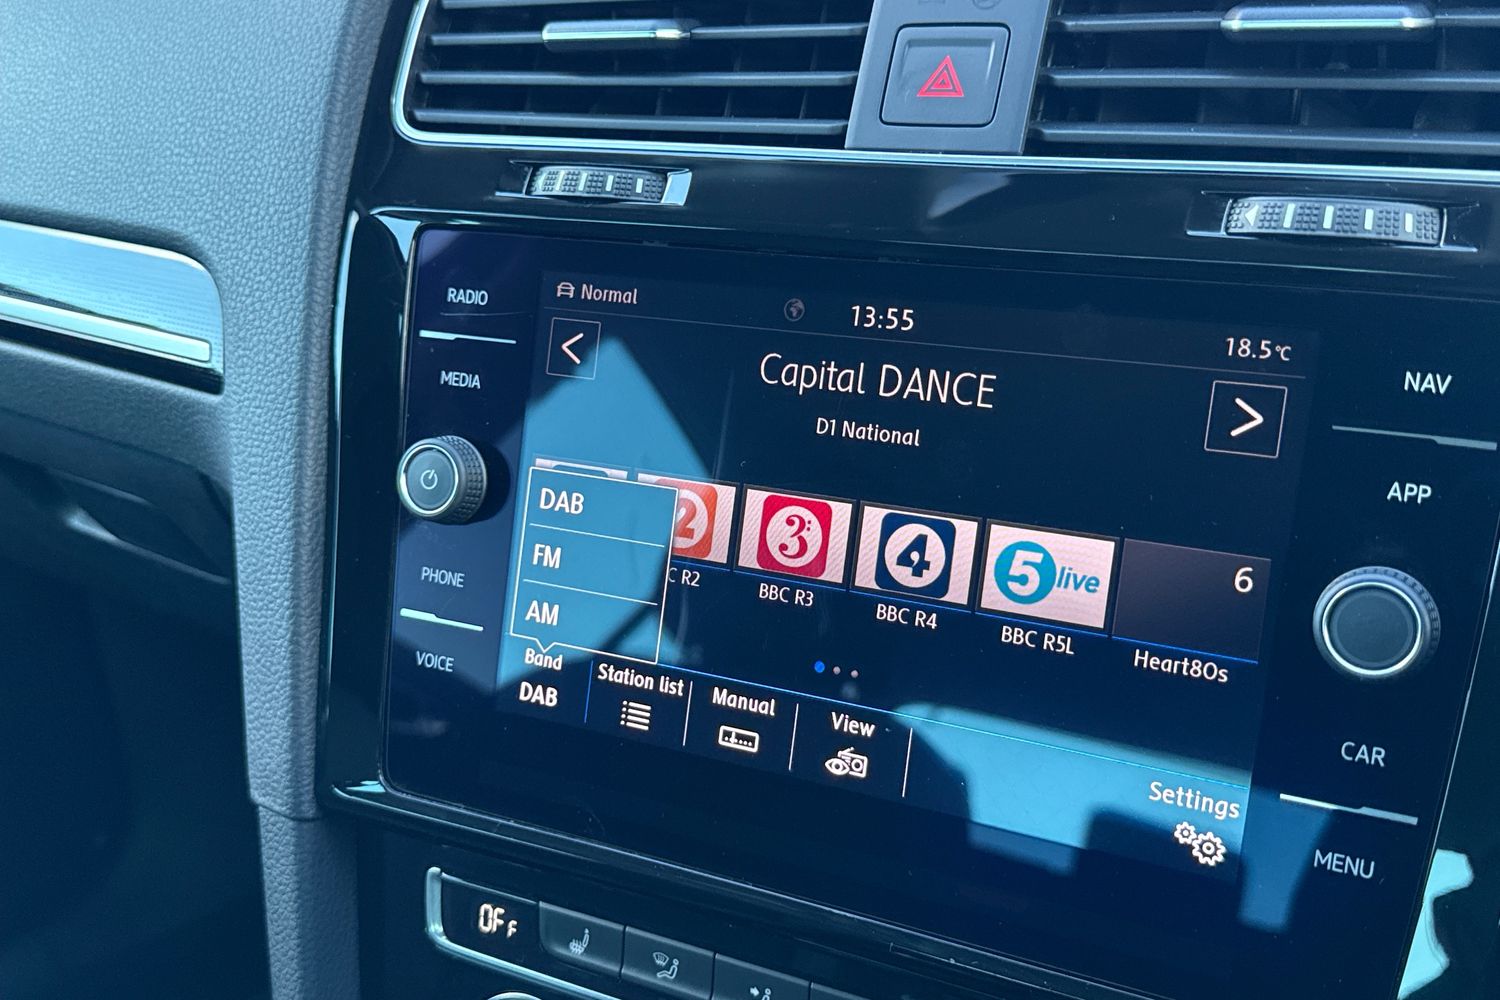 RADIO
MEDIA
PHONE
VOICE
Normal
13:55
18.5°C
Capital DANCE
D1 National
DAB
FM
AM
2
3
4
5 live
6
C R2
BBC R3
BBC R4
BBC R5L
Heart80s
Band
DAB
Station list
Manual
View
Settings
NAV
APP
CAR
MENU
OFF